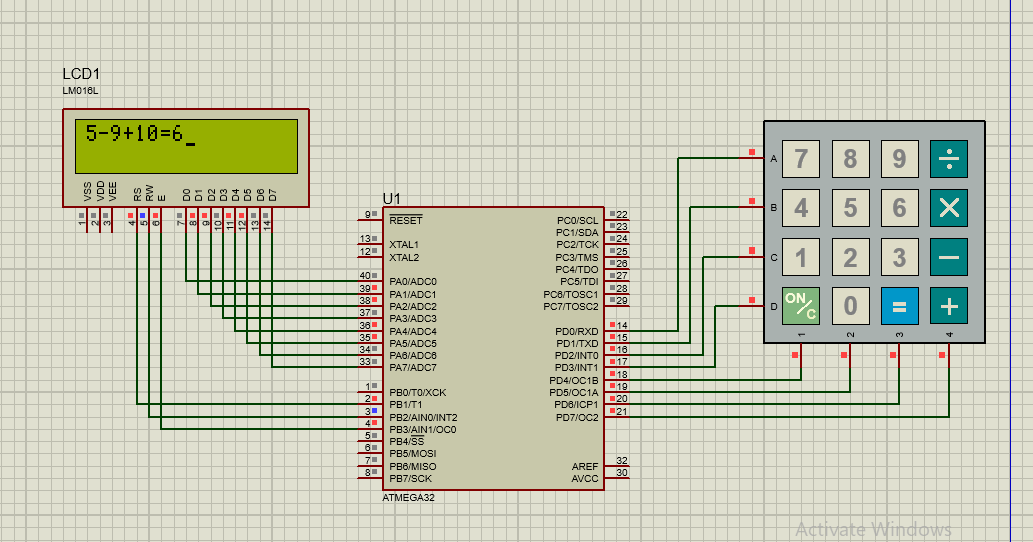 LCD1
LM016L
5-9+10=6_
VSS
VDD
VEE
RS
RW
E
D0
D1
D2
D3
D4
D5
D6
D7
1
2
3
4
5
6
7
8
9
10
11
12
13
14
U1
9 RESET
13 XTAL1
12 XTAL2
40 PA0/ADC0
39 PA1/ADC1
38 PA2/ADC2
37 PA3/ADC3
36 PA4/ADC4
35 PA5/ADC5
34 PA6/ADC6
33 PA7/ADC7
1 PB0/T0/XCK
2 PB1/T1
3 PB2/AIN0/INT2
4 PB3/AIN1/OC0
5 PB4/SS
6 PB5/MOSI
7 PB6/MISO
8 PB7/SCK
PC0/SCL 22
PC1/SDA 23
PC2/TCK 24
PC3/TMS 25
PC4/TDO 26
PC5/TDI 27
PC6/TOSC1 28
PC7/TOSC2 29
PD0/RXD 14
PD1/TXD 15
PD2/INT0 16
PD3/INT1 17
PD4/OC1B 18
PD5/OC1A 19
PD6/ICP1 20
PD7/OC2 21
AREF 32
AVCC 30
ATMEGA32
A 7 8 9 ÷
B 4 5 6 ×
C 1 2 3 −
D ON/C 0 = +
1 2 3 4
Activate Windows